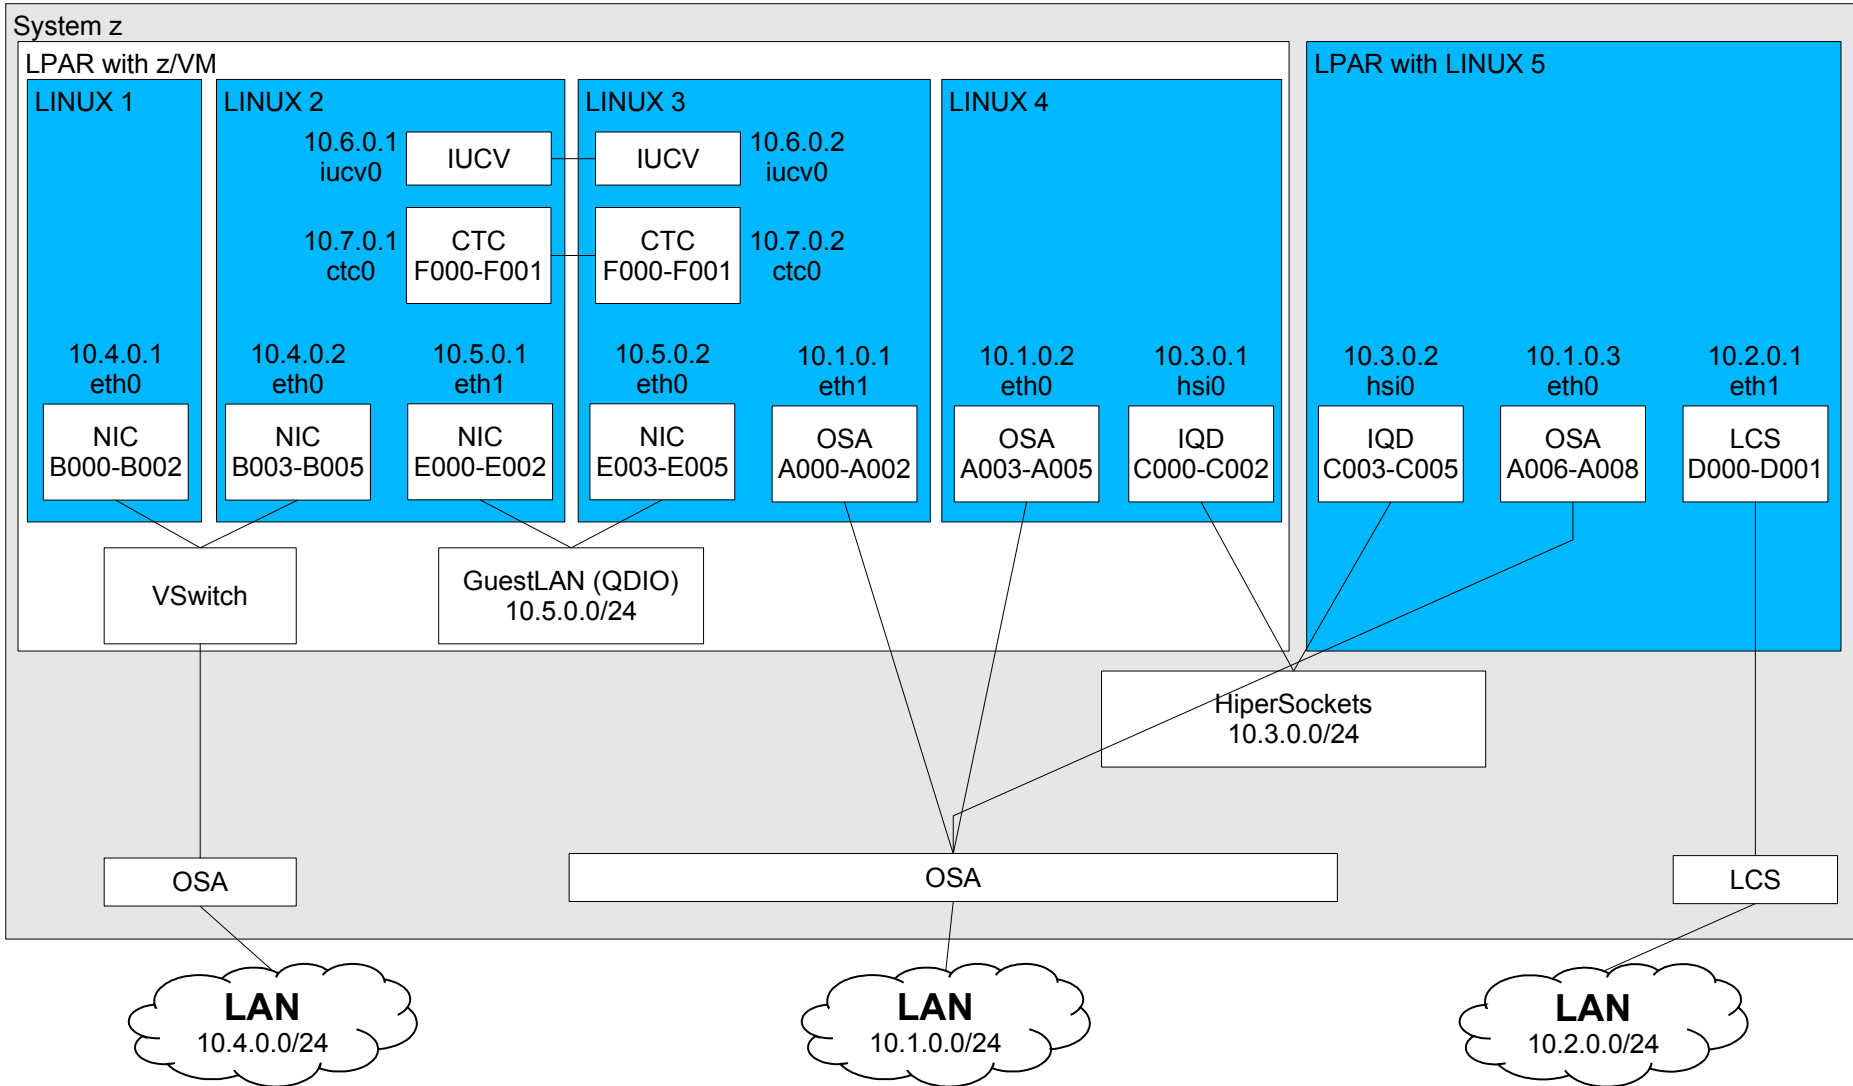 System z
LPAR with z/VM
LPAR with LINUX 5
LINUX 1
LINUX 2
LINUX 3
LINUX 4
10.6.0.1
iucv0
IUCV
IUCV
10.6.0.2
iucv0
10.7.0.1
ctc0
CTC
F000-F001
CTC
F000-F001
10.7.0.2
ctc0
10.4.0.1
eth0
10.4.0.2
eth0
10.5.0.1
eth1
10.5.0.2
eth0
10.1.0.1
eth1
10.1.0.2
eth0
10.3.0.1
hsi0
10.3.0.2
hsi0
10.1.0.3
eth0
10.2.0.1
eth1
NIC
B000-B002
NIC
B003-B005
NIC
E000-E002
NIC
E003-E005
OSA
A000-A002
OSA
A003-A005
IQD
C000-C002
IQD
C003-C005
OSA
A006-A008
LCS
D000-D001
VSwitch
GuestLAN (QDIO)
10.5.0.0/24
HiperSockets
10.3.0.0/24
OSA
OSA
LCS
LAN
10.4.0.0/24
LAN
10.1.0.0/24
LAN
10.2.0.0/24